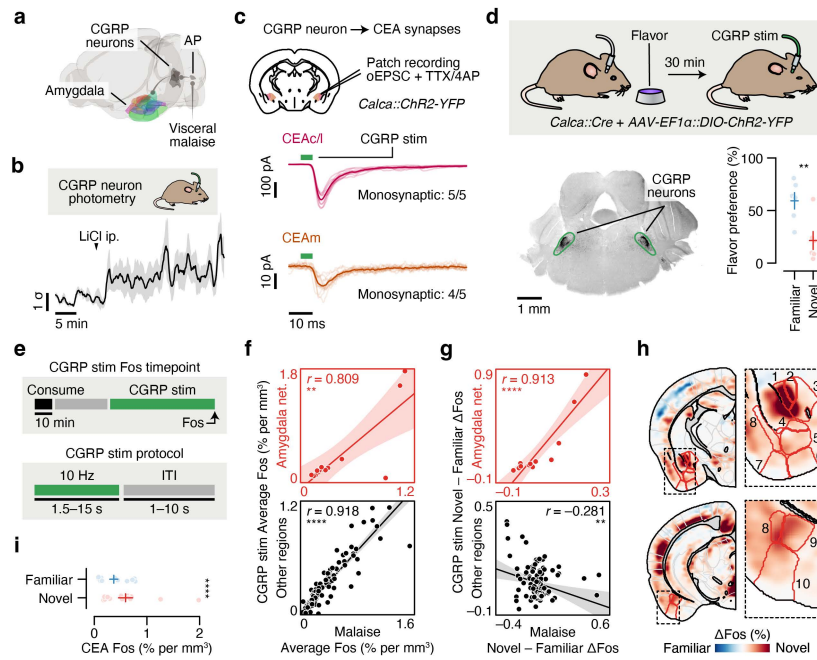 a
CGRP
neurons
AP
Amygdala
Visceral
malaise
b
CGRP neuron
photometry
LiCl ip.
1 σ
5 min
c
CGRP neuron → CEA synapses
Patch recording
oEPSC + TTX/4AP
Calca::ChR2-YFP
CEAc/l
CGRP stim
100 pA
Monosynaptic: 5/5
CEAm
10 pA
Monosynaptic: 4/5
10 ms
d
Flavor
CGRP stim
30 min
Calca::Cre + AAV-EF1α::DIO-ChR2-YFP
CGRP
neurons
1 mm
Flavor preference (%)
100
50
0
**
Familiar
Novel
e
CGRP stim Fos timepoint
Consume
CGRP stim
10 min
Fos
CGRP stim protocol
10 Hz
ITI
1.5–15 s
1–10 s
f
CGRP stim Average Fos (% per mm³)
Amygdala net.
1.8
r = 0.809
**
0
0
1.2
Other regions
1.2
r = 0.918
****
0
0
Malaise
1.6
Average Fos (% per mm³)
g
CGRP stim Novel – Familiar ΔFos
Amygdala net.
0.9
r = 0.913
****
−0.1
−0.1
0.3
Other regions
0.5
r = −0.281
**
−0.1
−0.4
Malaise
0.6
Novel – Familiar ΔFos
h
1
2
3
4
5
8
7
8
9
10
ΔFos (%)
Familiar
Novel
i
Familiar
Novel
****
0
1
2
CEA Fos (% per mm³)